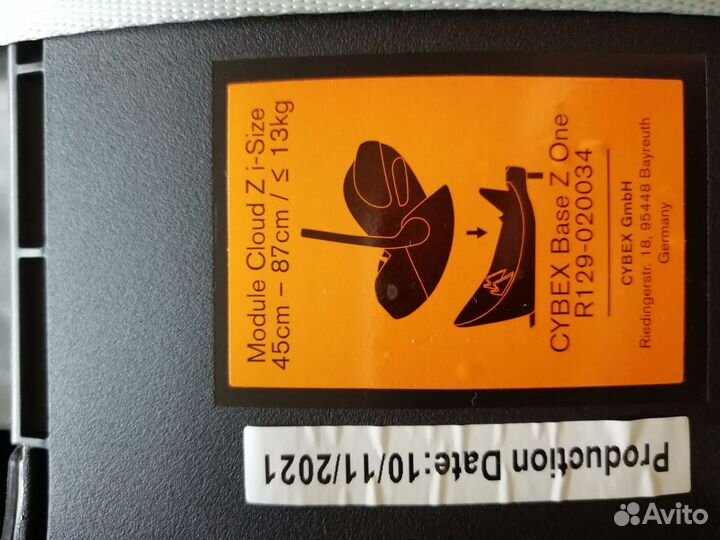 Module Cloud Z i-Size
45cm – 87cm / ≤ 13kg
CYBEX Base Z One
R129-020034
CYBEX GmbH
Riedingerstr. 18, 95448 Bayreuth
Germany
Production Date:10/11/2021
Avito